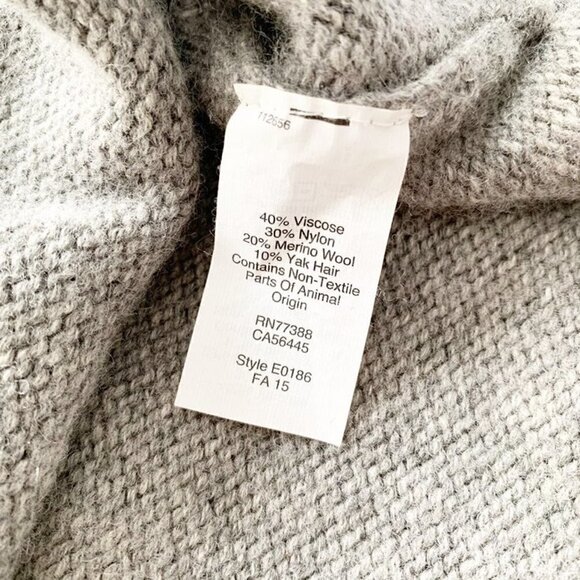 112656
40% Viscose
30% Nylon
20% Merino Wool
10% Yak Hair
Contains Non-Textile
Parts Of Animal
Origin
RN77388
CA56445
Style E0186
FA 15